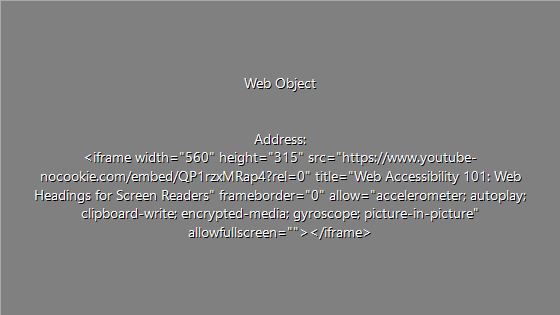 Web Object
Address:
<iframe width="560" height="315" src="https://www.youtube-
nocookie.com/embed/QP1rzxMRap4?rel=0" title="Web Accessibility 101: Web
Headings for Screen Readers" frameborder="0" allow="accelerometer; autoplay;
clipboard-write; encrypted-media; gyroscope; picture-in-picture"
allowfullscreen=""></iframe>